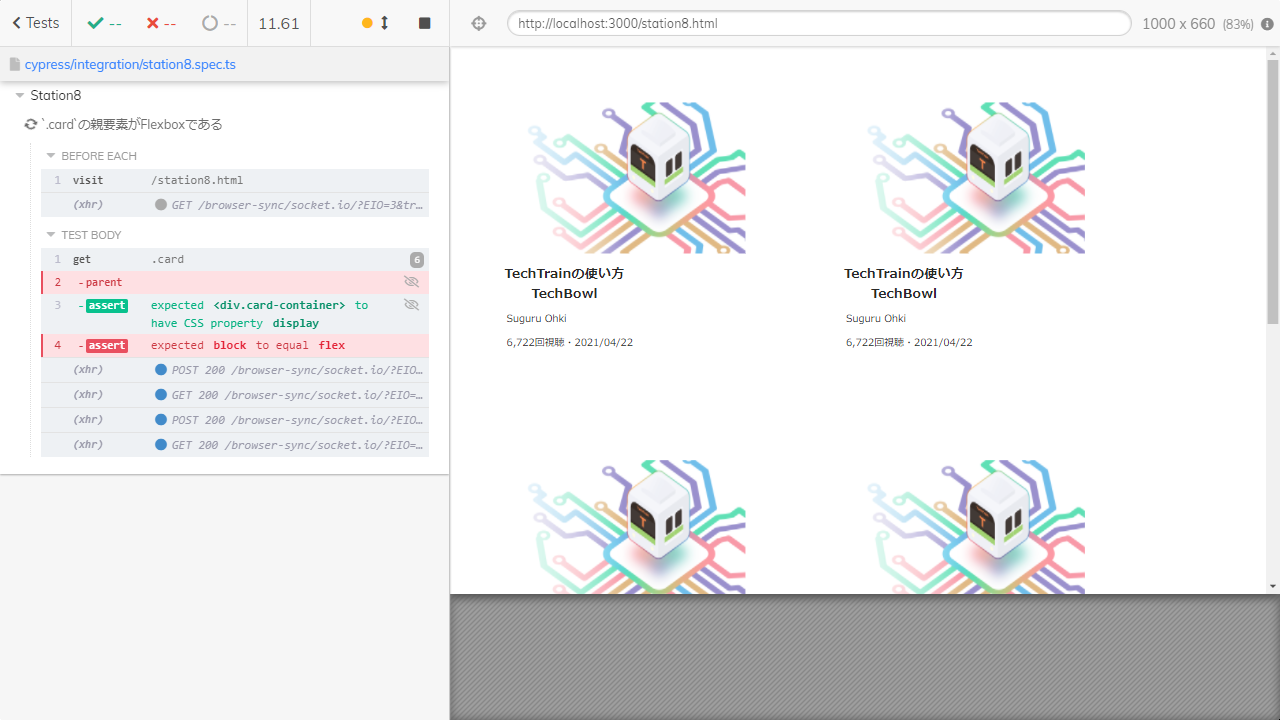 Tests
--
--
--
11.61
http://localhost:3000/station8.html
1000 x 660 (83%)
cypress/integration/station8.spec.ts
Station8
`.card`の親要素がFlexboxである
BEFORE EACH
1 visit /station8.html
(xhr) GET /browser-sync/socket.io/?EIO=3&tr…
TEST BODY
1 get .card 6
2 -parent
3 -assert expected <div.card-container> to
have CSS property display
4 -assert expected block to equal flex
(xhr) POST 200 /browser-sync/socket.io/?EIO…
(xhr) GET 200 /browser-sync/socket.io/?EIO=…
(xhr) POST 200 /browser-sync/socket.io/?EIO…
(xhr) GET 200 /browser-sync/socket.io/?EIO=…
TechTrainの使い方
TechBowl
Suguru Ohki
6,722回視聴・2021/04/22
TechTrainの使い方
TechBowl
Suguru Ohki
6,722回視聴・2021/04/22